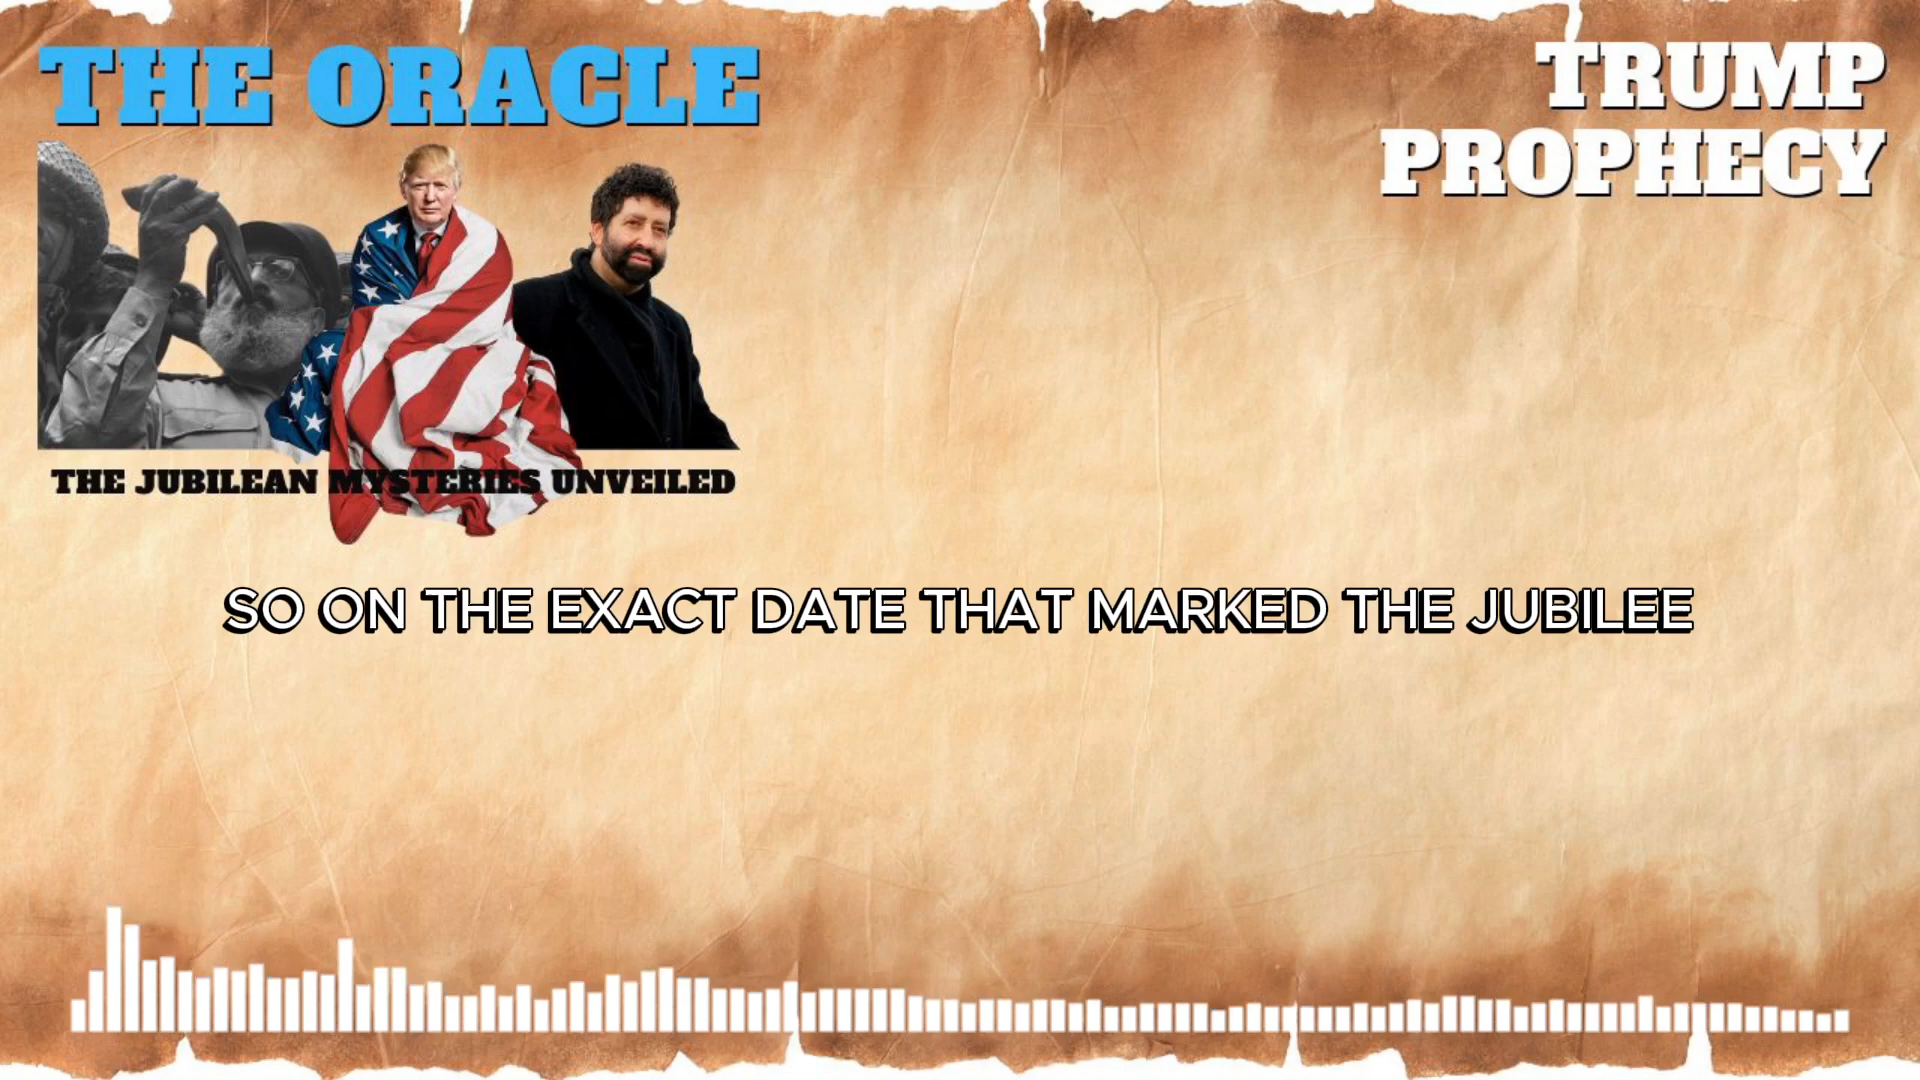 THE ORACLE
TRUMP
PROPHECY
THE JUBILEAN MYSTERIES UNVEILED
SO ON THE EXACT DATE THAT MARKED THE JUBILEE